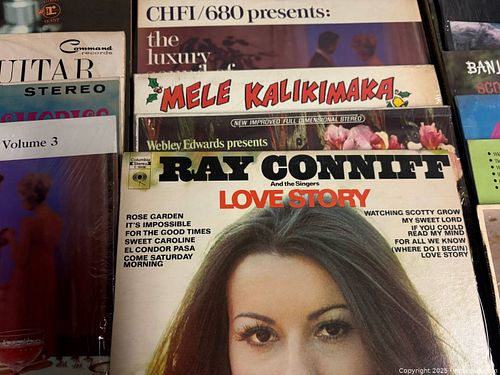 CHFI/680 presents:
the
luxury
Command
records
UITAR
STEREO
Volume 3
MELE KALIKIMAKA
NEW IMPROVED FULL DIMENSIONAL STEREO
Webley Edwards presents
BANJ
Columbia
Stereo
RAY CONNIFF
And the Singers
LOVE STORY
ROSE GARDEN
IT'S IMPOSSIBLE
FOR THE GOOD TIMES
SWEET CAROLINE
EL CONDOR PASA
COME SATURDAY
MORNING
WATCHING SCOTTY GROW
MY SWEET LORD
IF YOU COULD
READ MY MIND
FOR ALL WE KNOW
(WHERE DO I BEGIN)
LOVE STORY